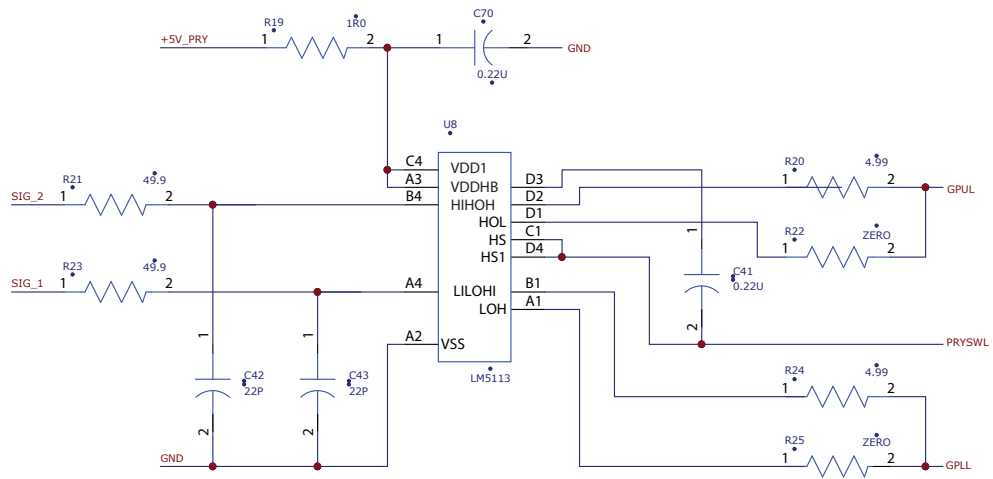 R19 1R0 C70
+5V_PRY 1 2 1 2 GND
0.22U
U8
C4 VDD1
A3 VDDHB D3
R21 49.9
SIG_2 1 2 B4 HIHOH D2
R20 4.99
1 2 GPUL
HOL D1
R22 ZERO
1 2
HS C1
HS1 D4
1
C41
0.22U
2
PRYSWL
R23 49.9
SIG_1 1 2 A4 LILOHI B1
LOH A1
A2 VSS
LM5113
1 1
C42
22P
C43
22P
2 2
GND
R24 4.99
1 2
R25 ZERO
1 2 GPLL